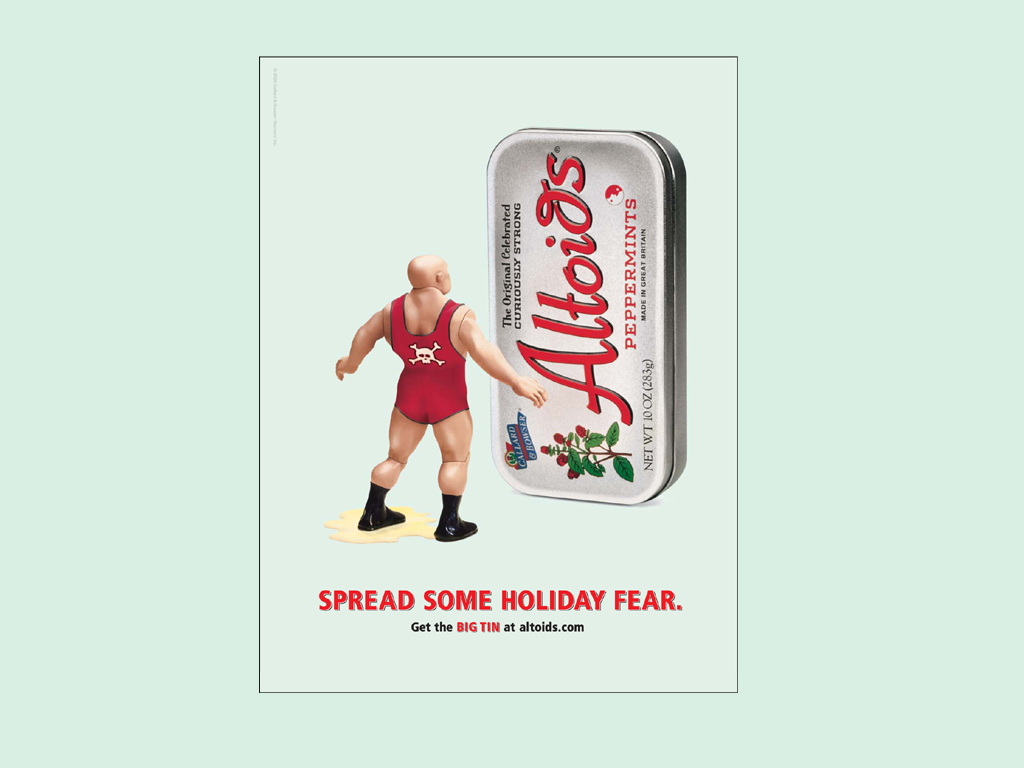 The Original Celebrated
CURIOUSLY STRONG
Altoids®
PEPPERMINTS
MADE IN GREAT BRITAIN
NET WT 10 OZ (283g)
CALLARD
& BOWSER
SPREAD SOME HOLIDAY FEAR.
Get the BIG TIN at altoids.com